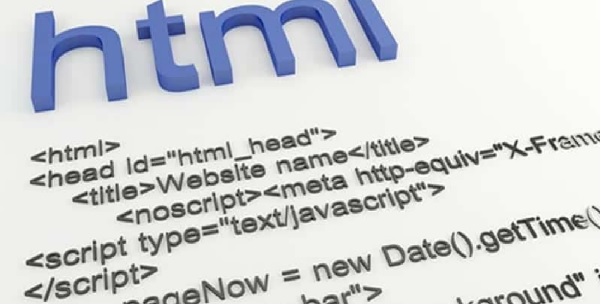 html
<html>
<head id="html_head">
<title>Website name</title>
<noscript><meta http-equiv="X-Frame
<script type="text/javascript">
</script>
pageNow = new Date().getTime()
bar">